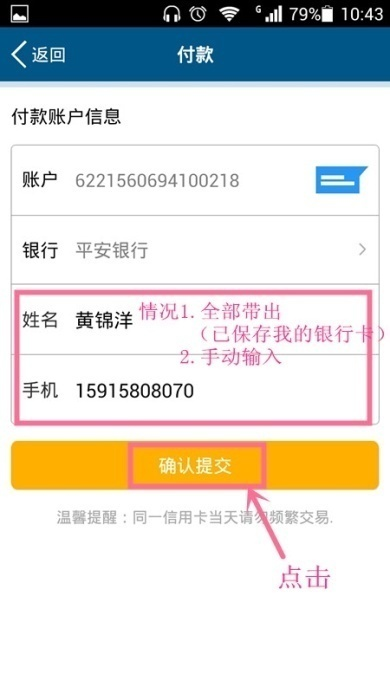 G 79% 10:43
返回 付款
付款账户信息
账户 6221560694100218
银行 平安银行
姓名 黄锦洋
情况1.全部带出
（已保存我的银行卡）
2.手动输入
手机 15915808070
确认提交
温馨提醒：同一信用卡当天请勿频繁交易.
点击